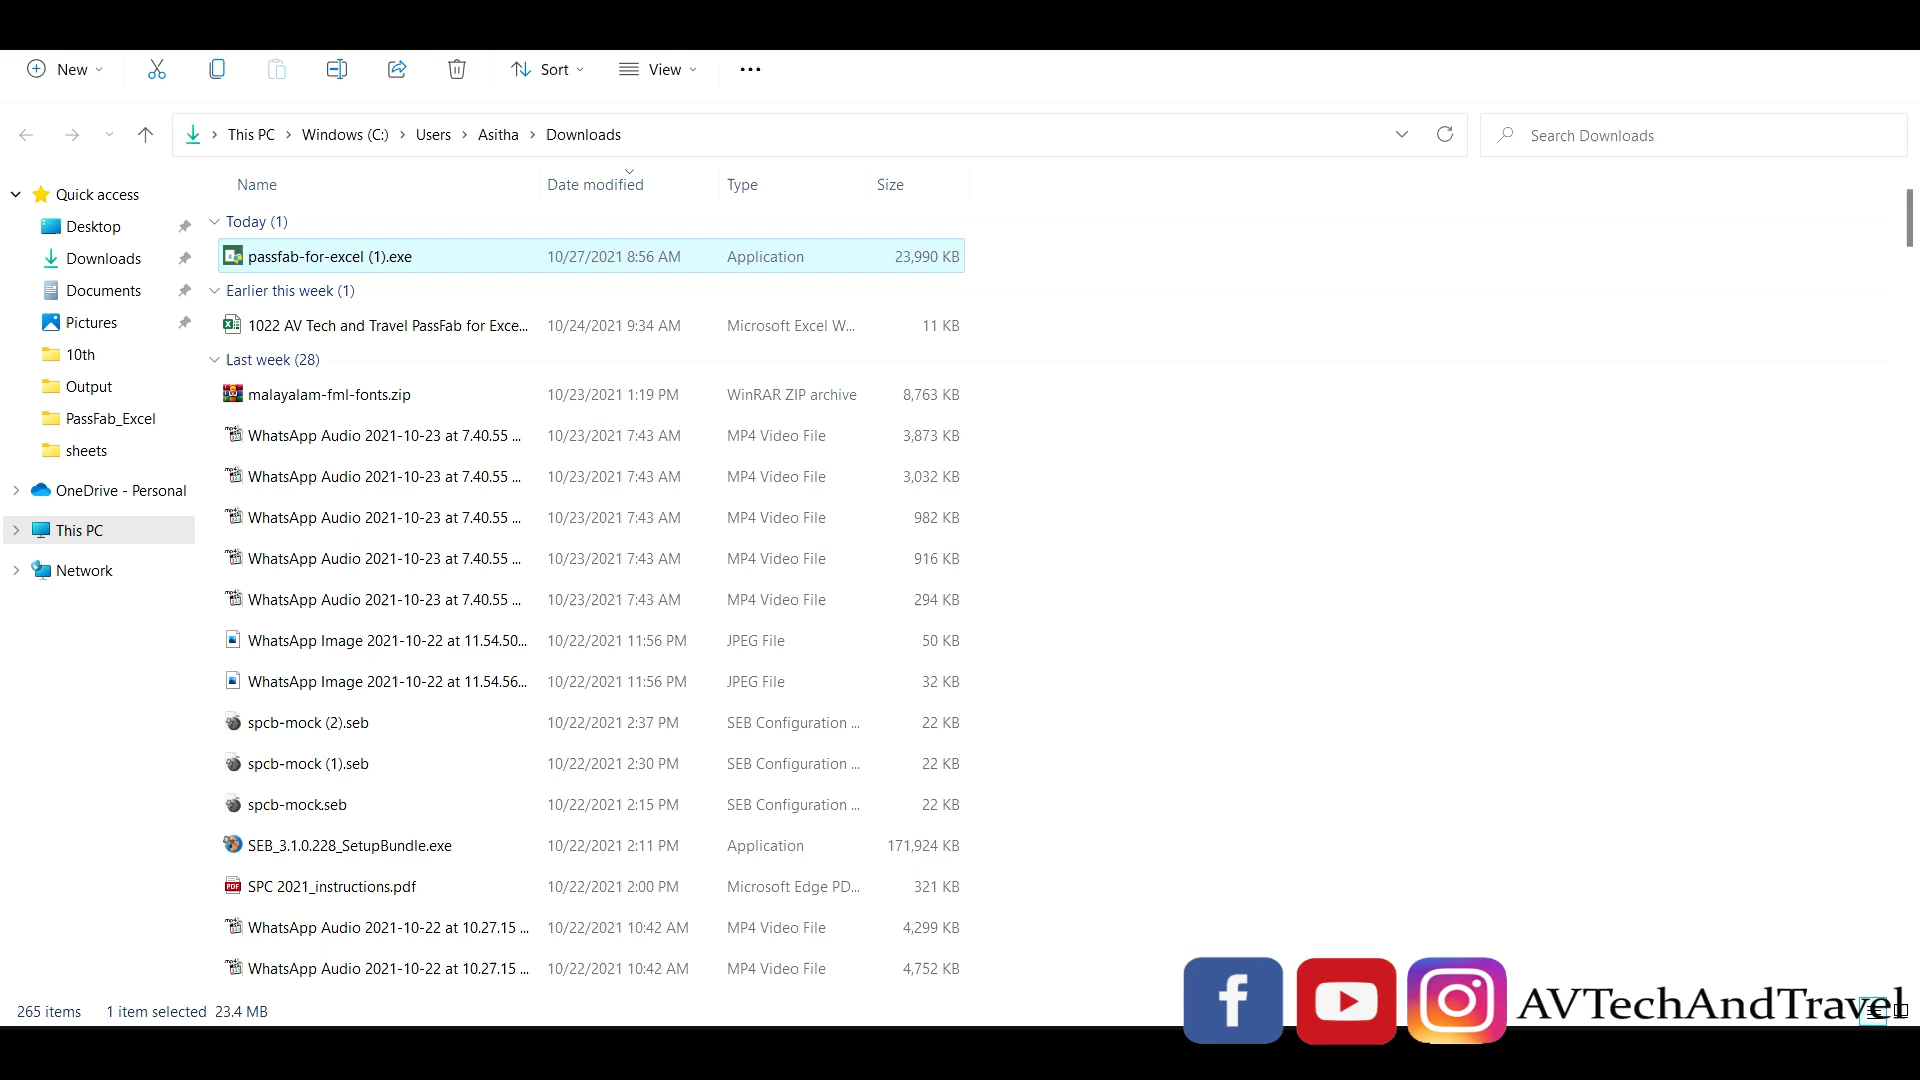 New
Sort
View
This PC
Windows (C:)
Users
Asitha
Downloads
Search Downloads
Name
Date modified
Type
Size
Quick access
Desktop
Downloads
Documents
Pictures
10th
Output
PassFab_Excel
sheets
OneDrive - Personal
This PC
Network
Today (1)
passfab-for-excel (1).exe 10/27/2021 8:56 AM Application 23,990 KB
Earlier this week (1)
1022 AV Tech and Travel PassFab for Exce... 10/24/2021 9:34 AM Microsoft Excel W... 11 KB
Last week (28)
malayalam-fml-fonts.zip 10/23/2021 1:19 PM WinRAR ZIP archive 8,763 KB
WhatsApp Audio 2021-10-23 at 7.40.55 ... 10/23/2021 7:43 AM MP4 Video File 3,873 KB
WhatsApp Audio 2021-10-23 at 7.40.55 ... 10/23/2021 7:43 AM MP4 Video File 3,032 KB
WhatsApp Audio 2021-10-23 at 7.40.55 ... 10/23/2021 7:43 AM MP4 Video File 982 KB
WhatsApp Audio 2021-10-23 at 7.40.55 ... 10/23/2021 7:43 AM MP4 Video File 916 KB
WhatsApp Audio 2021-10-23 at 7.40.55 ... 10/23/2021 7:43 AM MP4 Video File 294 KB
WhatsApp Image 2021-10-22 at 11.54.50... 10/22/2021 11:56 PM JPEG File 50 KB
WhatsApp Image 2021-10-22 at 11.54.56... 10/22/2021 11:56 PM JPEG File 32 KB
spcb-mock (2).seb 10/22/2021 2:37 PM SEB Configuration ... 22 KB
spcb-mock (1).seb 10/22/2021 2:30 PM SEB Configuration ... 22 KB
spcb-mock.seb 10/22/2021 2:15 PM SEB Configuration ... 22 KB
SEB_3.1.0.228_SetupBundle.exe 10/22/2021 2:11 PM Application 171,924 KB
SPC 2021_instructions.pdf 10/22/2021 2:00 PM Microsoft Edge PD... 321 KB
WhatsApp Audio 2021-10-22 at 10.27.15 ... 10/22/2021 10:42 AM MP4 Video File 4,299 KB
WhatsApp Audio 2021-10-22 at 10.27.15 ... 10/22/2021 10:42 AM MP4 Video File 4,752 KB
265 items 1 item selected 23.4 MB
AVTechAndTravel